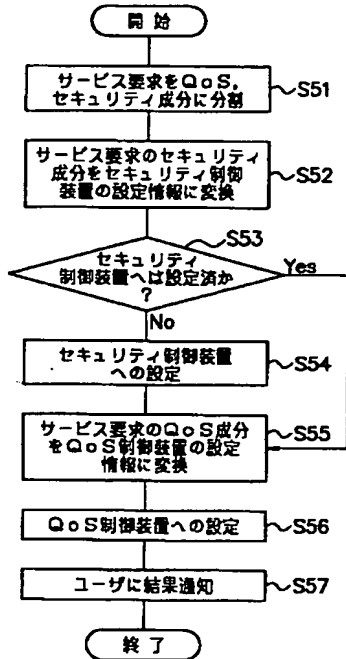 開始
サービス要求をQoS,
セキュリティ成分に分割
S51
サービス要求のセキュリティ
成分をセキュリティ制御
装置の設定情報に変換
S52
S53
セキュリティ
制御装置へは設定済か
?
Yes
No
セキュリティ制御装置
への設定
S54
サービス要求のQoS成分
をQoS制御装置の設定
情報に変換
S55
QoS制御装置への設定
S56
ユーザに結果通知
S57
終了